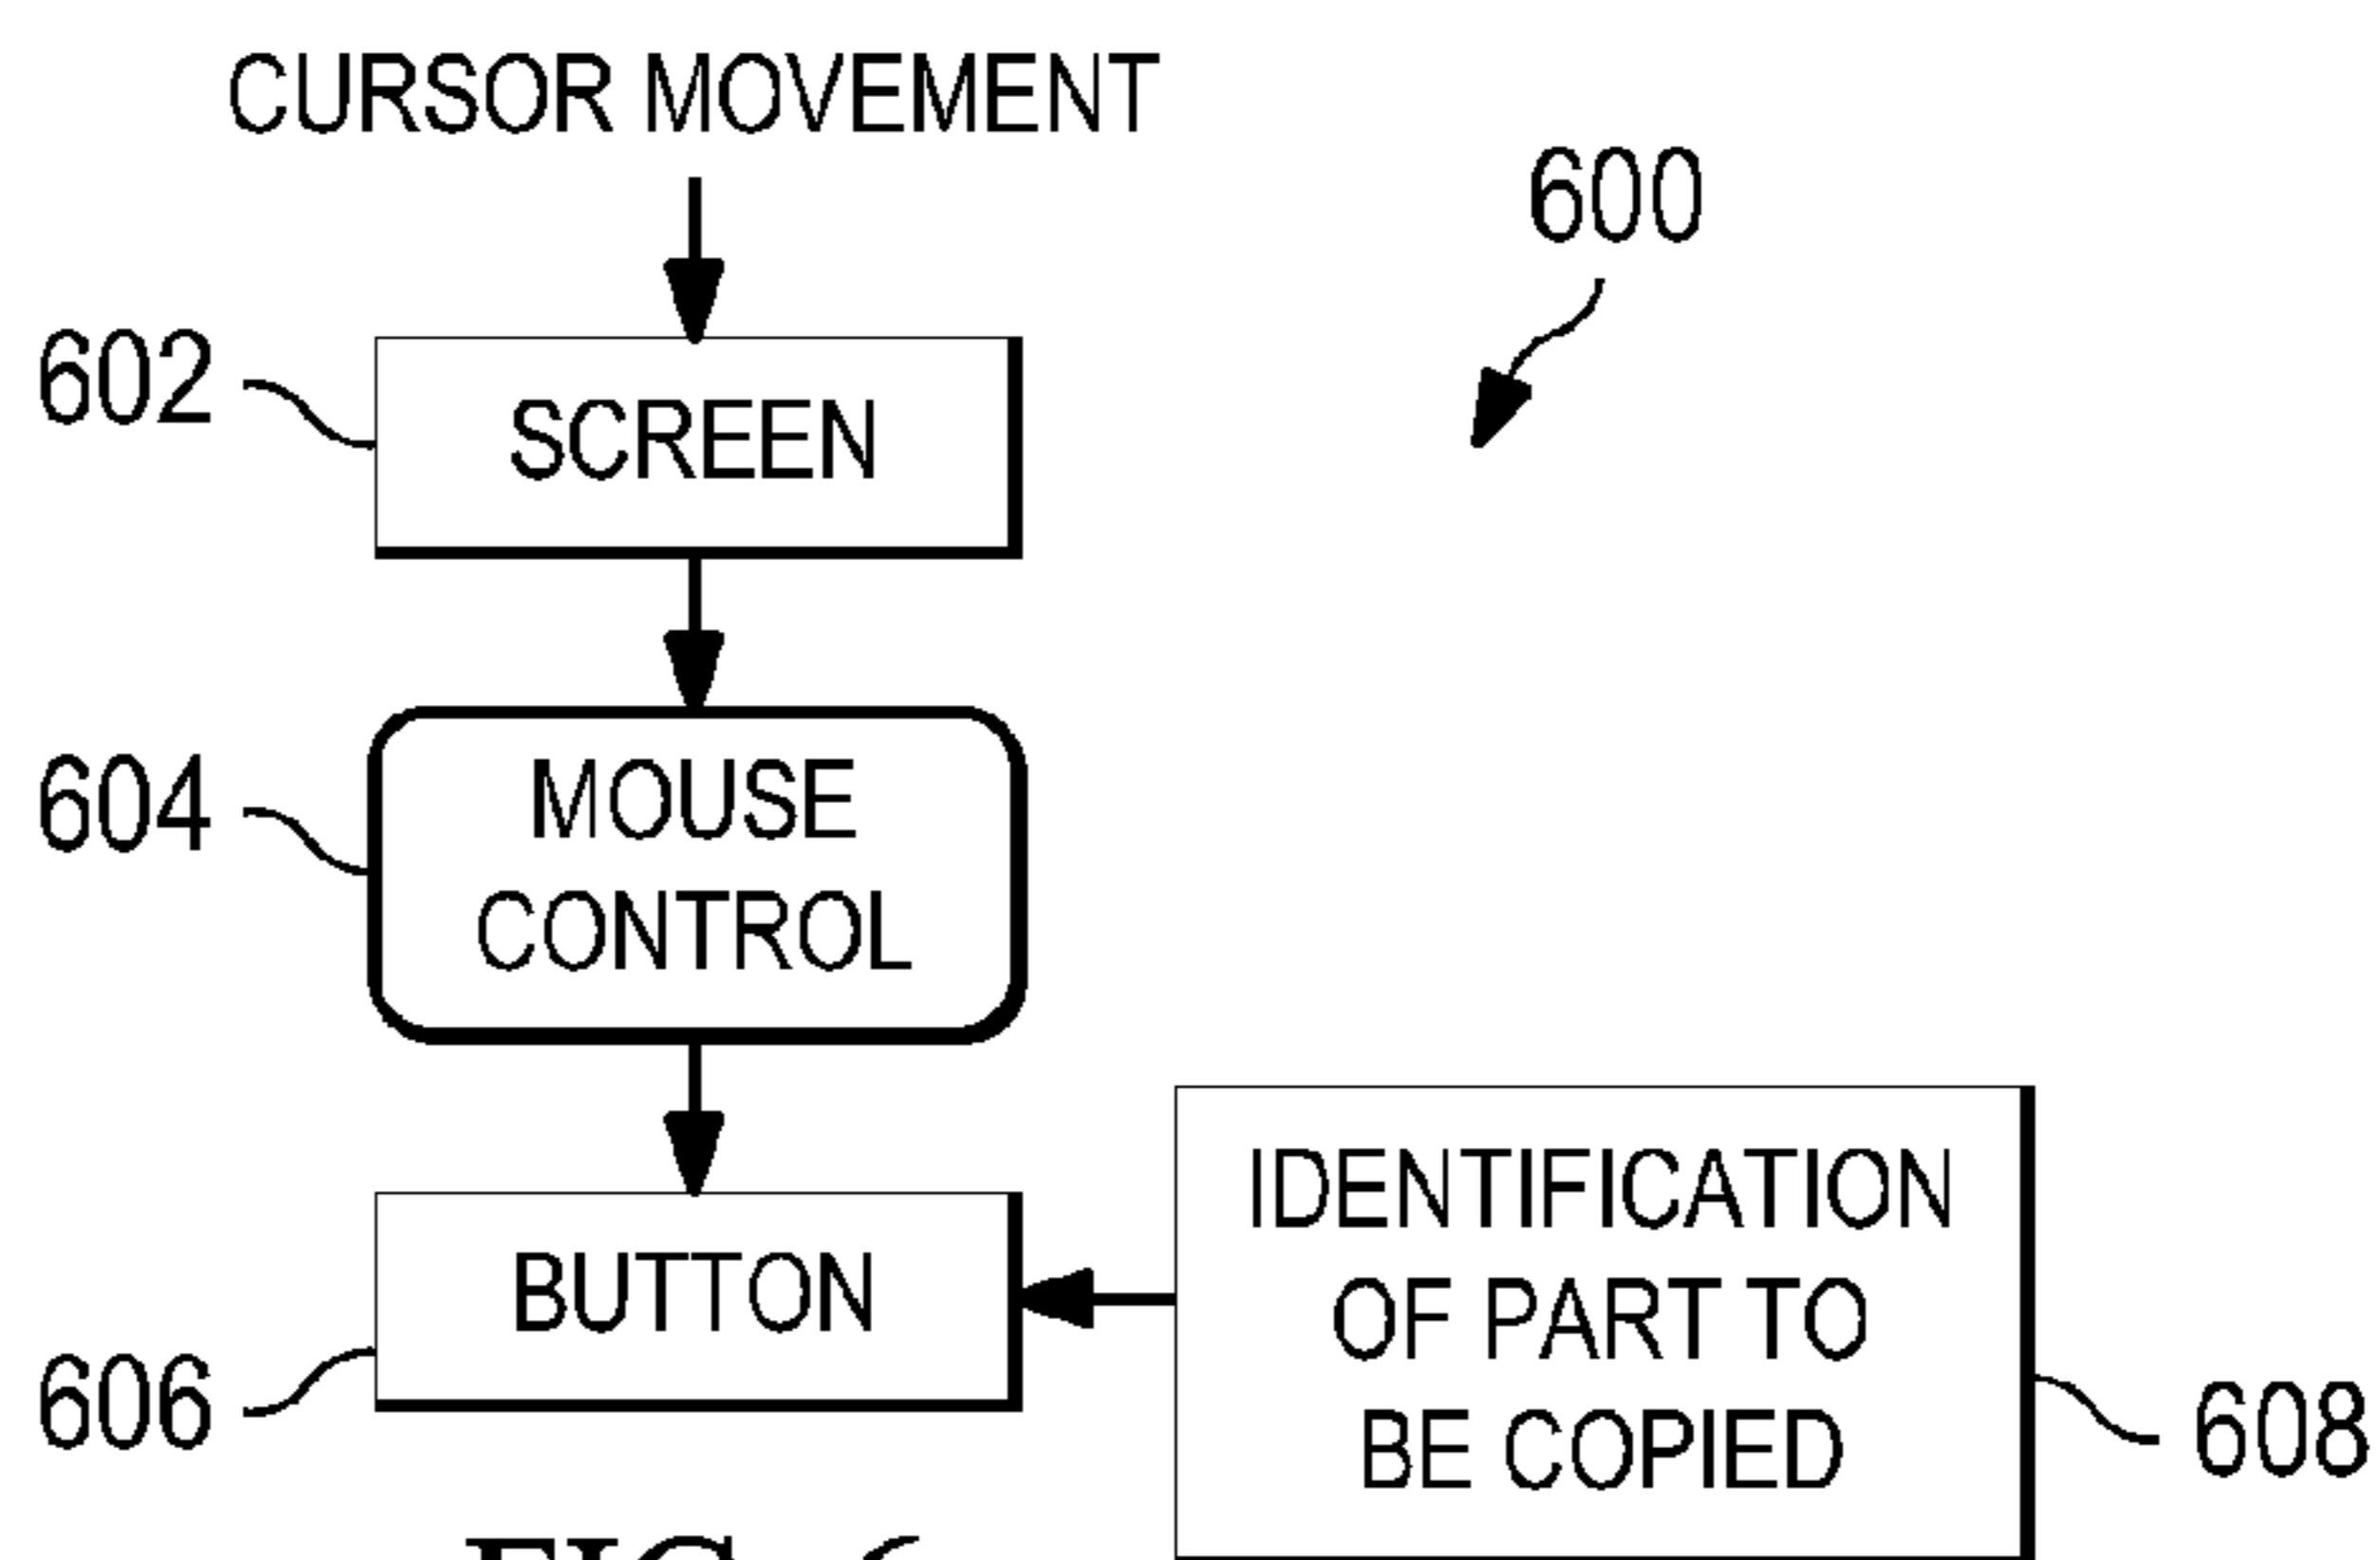 CURSOR MOVEMENT
600
602
SCREEN
604
MOUSE
CONTROL
606
BUTTON
IDENTIFICATION
OF PART TO
BE COPIED
608